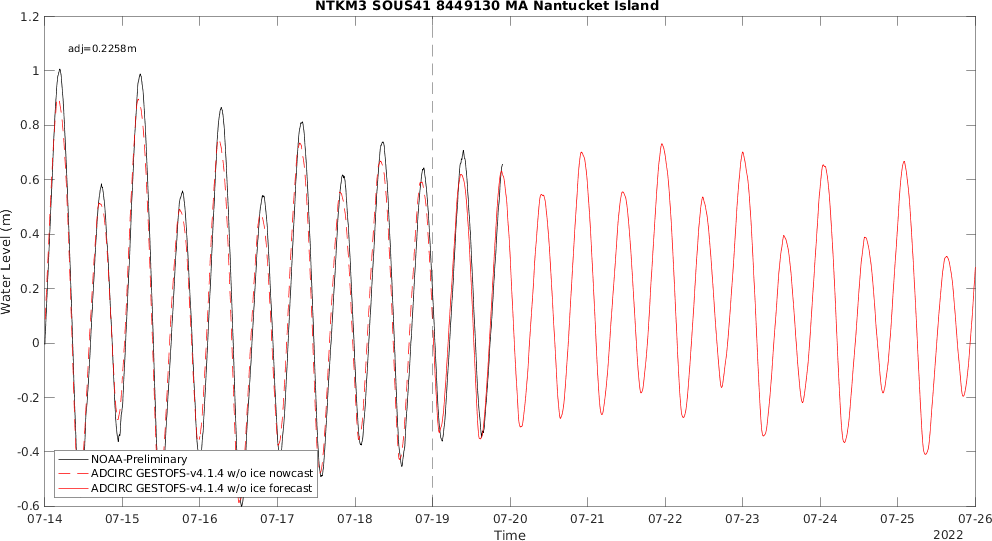 NTKM3 SOUS41 8449130 MA Nantucket Island
1.2
adj=0.2258m
1
0.8
0.6
0.4
0.2
0
-0.2
-0.4
-0.6
Water Level (m)
NOAA-Preliminary
ADCIRC GESTOFS-v4.1.4 w/o ice nowcast
ADCIRC GESTOFS-v4.1.4 w/o ice forecast
07-14 07-15 07-16 07-17 07-18 07-19 07-20 07-21 07-22 07-23 07-24 07-25 07-26
Time
2022